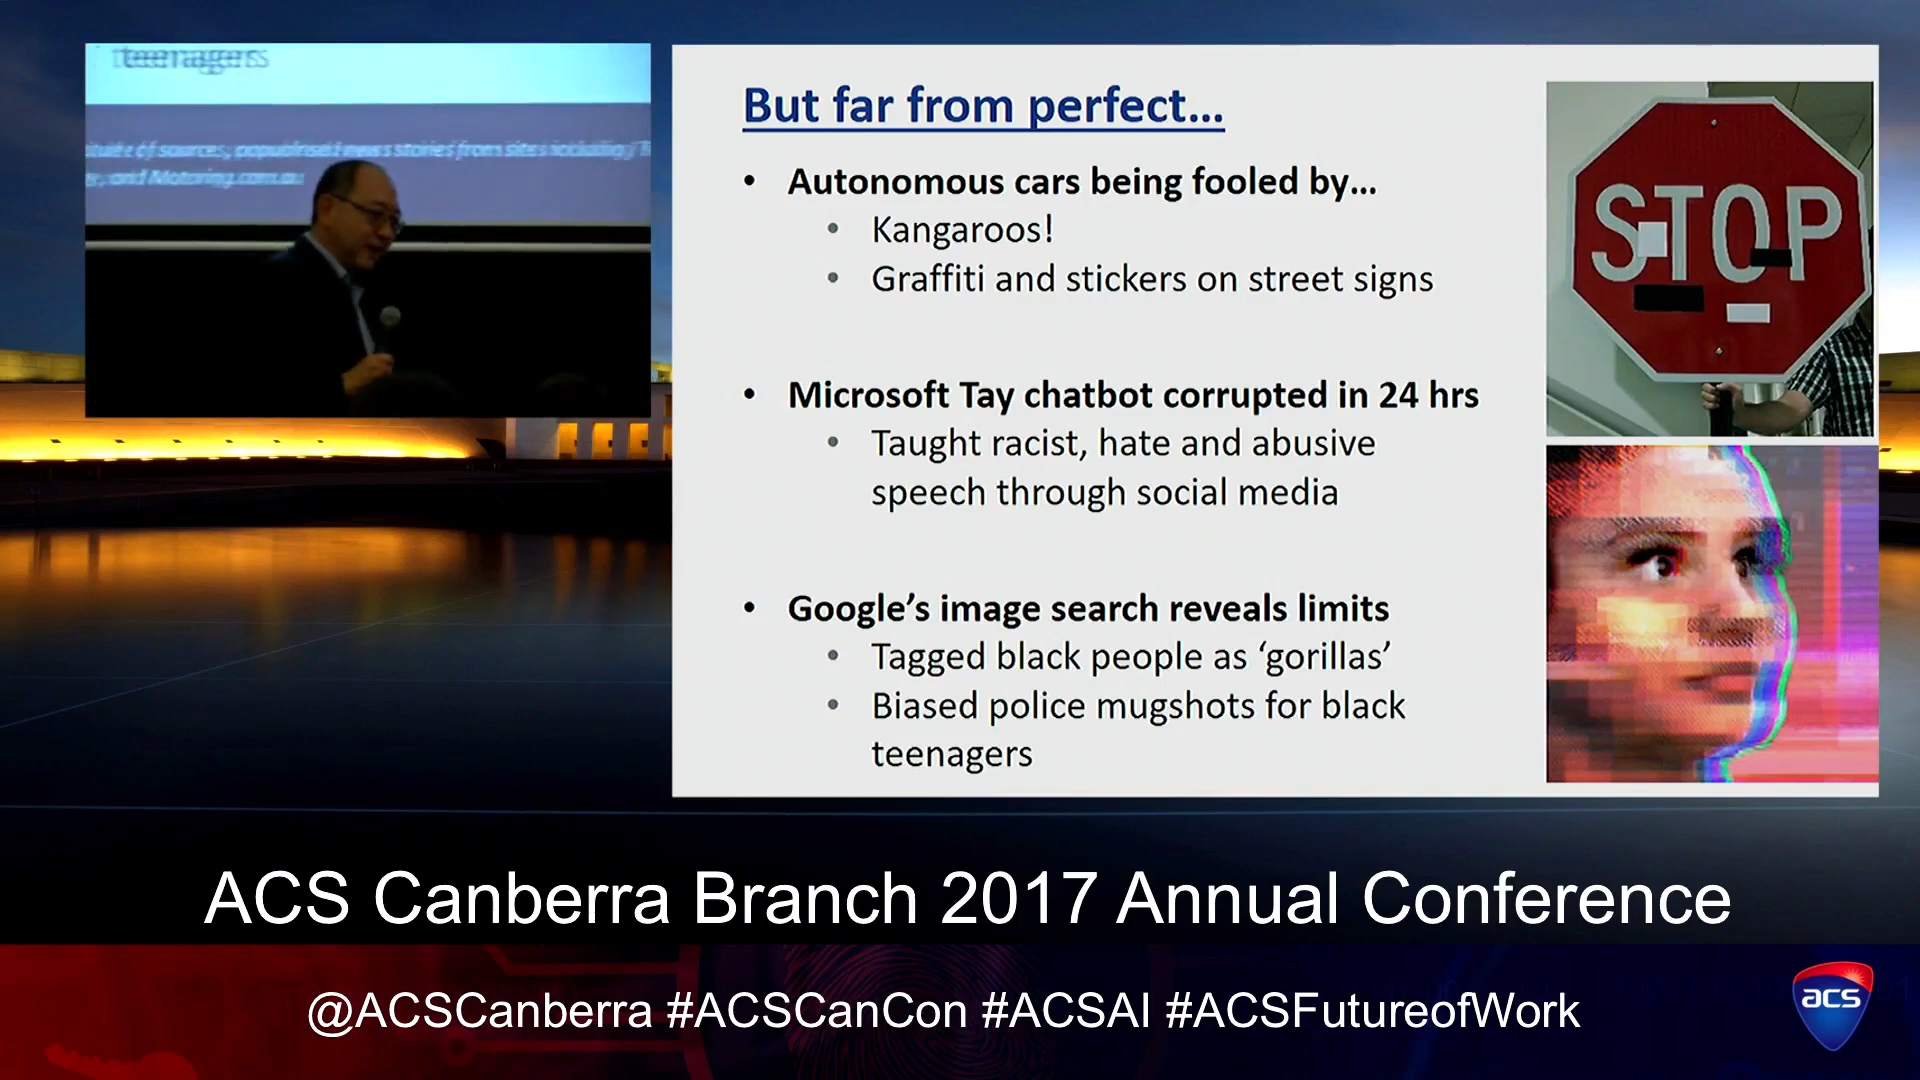 teenagers
But far from perfect...
• Autonomous cars being fooled by...
• Kangaroos!
• Graffiti and stickers on street signs
• Microsoft Tay chatbot corrupted in 24 hrs
• Taught racist, hate and abusive
speech through social media
• Google’s image search reveals limits
• Tagged black people as ‘gorillas’
• Biased police mugshots for black
teenagers
STOP
ACS Canberra Branch 2017 Annual Conference
@ACSCanberra #ACSCanCon #ACSAI #ACSFutureofWork
acs